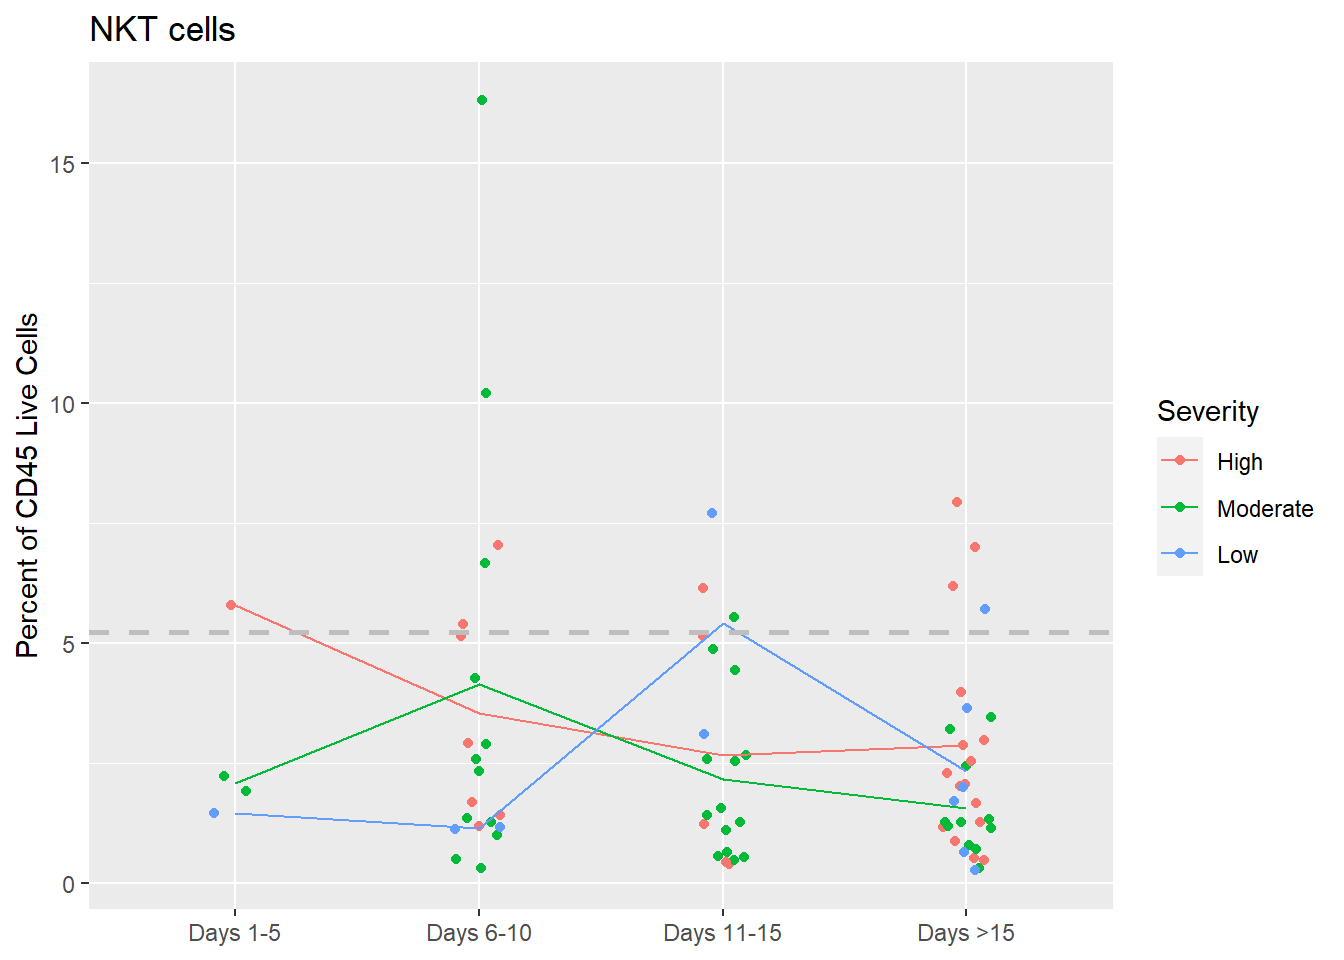 NKT cells
Percent of CD45 Live Cells
15
10
5
0
Days 1-5
Days 6-10
Days 11-15
Days >15
Severity
High
Moderate
Low